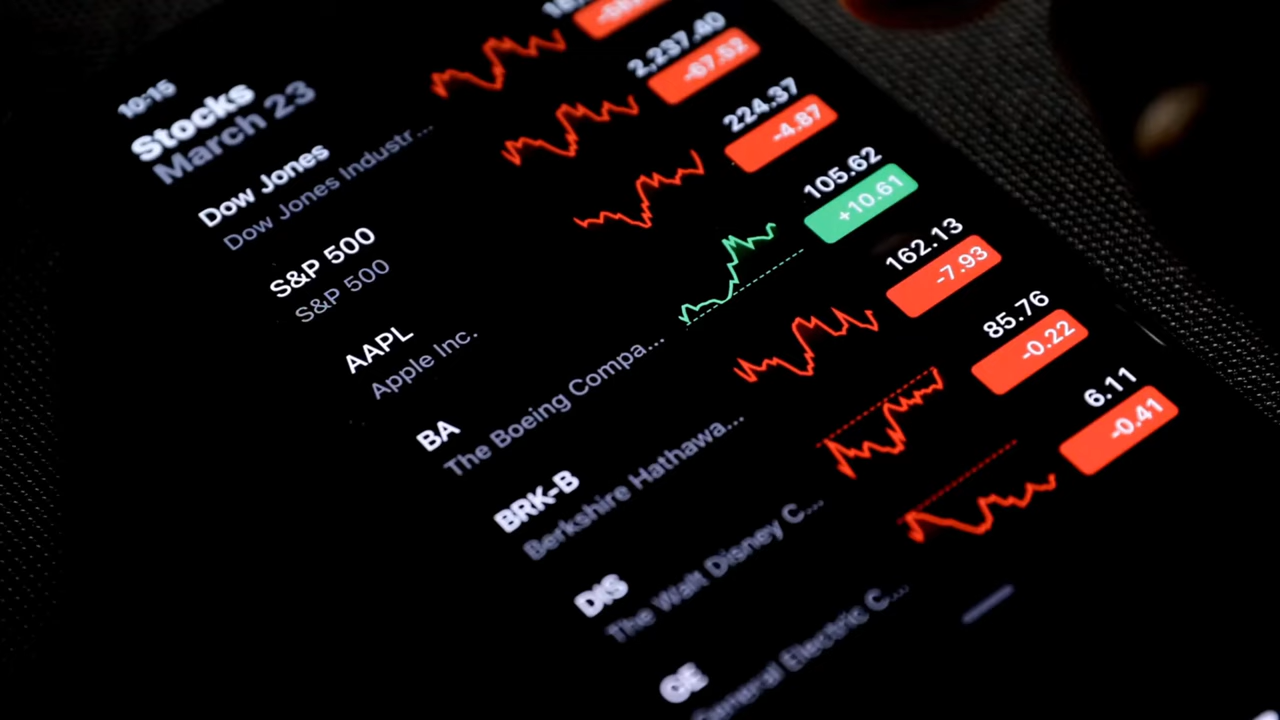 10:15
Stocks
March 23
Dow Jones
Dow Jones Industr...
S&P 500
S&P 500
2,237.40
-67.52
AAPL
Apple Inc.
224.37
-4.87
BA
The Boeing Compa...
105.62
+10.61
BRK-B
Berkshire Hathawa...
162.13
-7.93
DIS
The Walt Disney C...
85.76
-0.22
GE
General Electric C...
6.11
-0.41